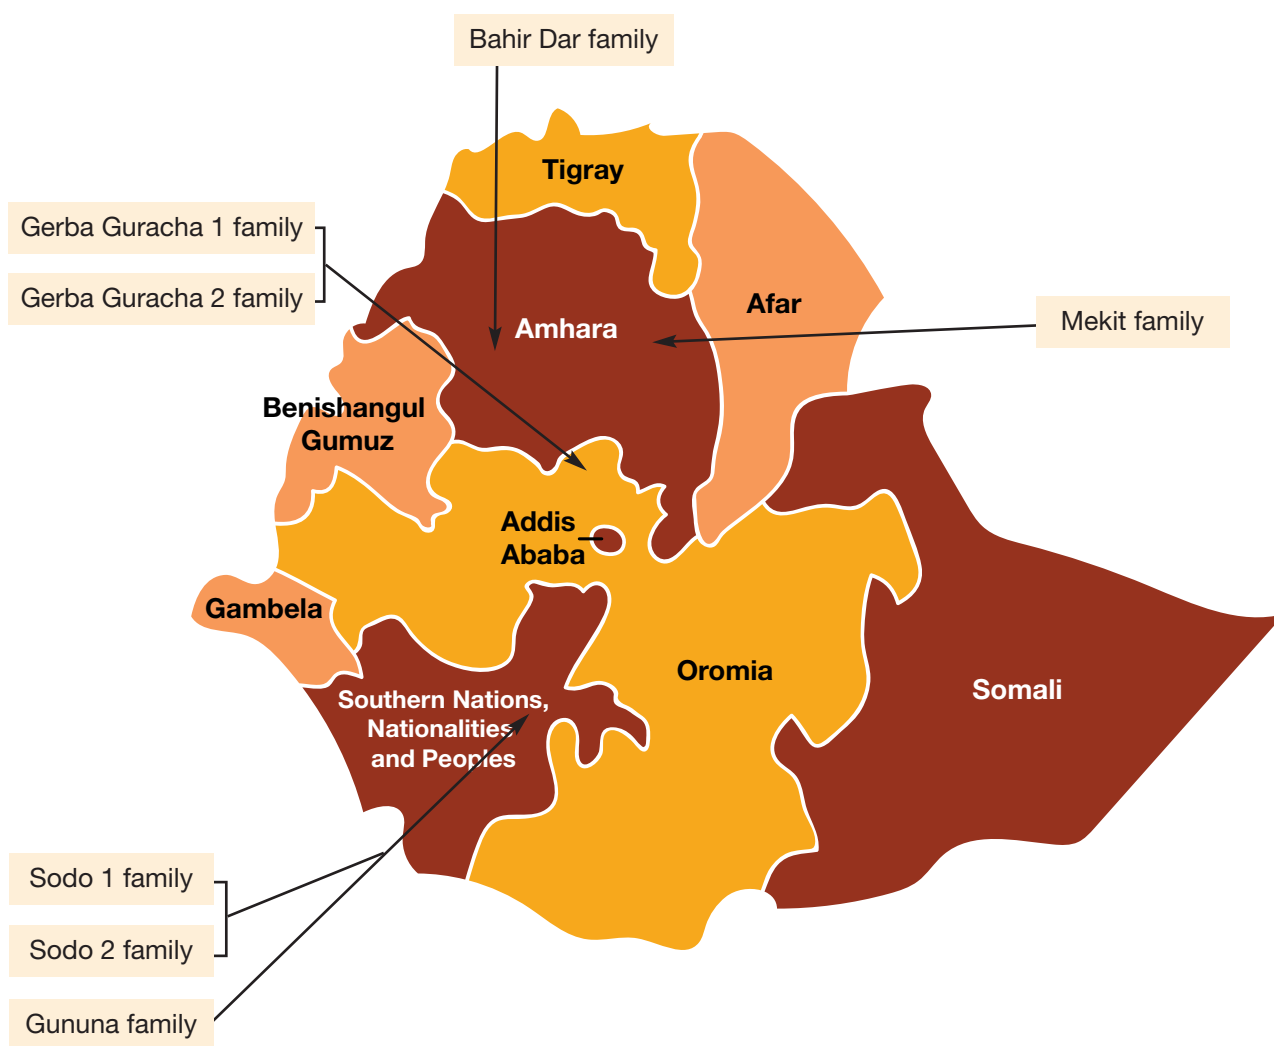 Bahir Dar family
Tigray
Gerba Guracha 1 family
Gerba Guracha 2 family
Afar
Mekit family
Amhara
Benishangul
Gumuz
Addis
Ababa
Gambela
Oromia
Somali
Southern Nations,
Nationalities
and Peoples
Sodo 1 family
Sodo 2 family
Gununa family